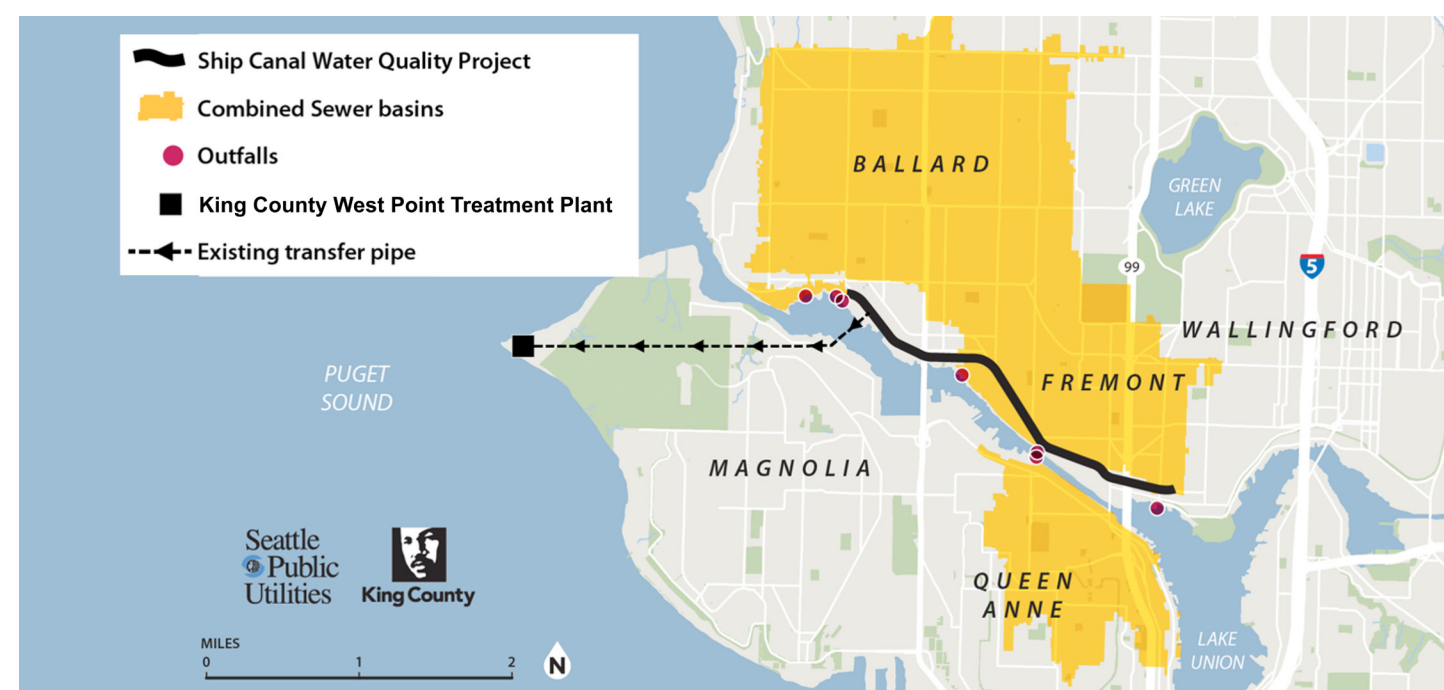 Ship Canal Water Quality Project
Combined Sewer basins
Outfalls
King County West Point Treatment Plant
Existing transfer pipe
BALLARD
GREEN
LAKE
99
5
WALLINGFORD
FREMONT
PUGET
SOUND
MAGNOLIA
QUEEN
ANNE
LAKE
UNION
Seattle
Public
Utilities
King County
MILES
0 1 2
N